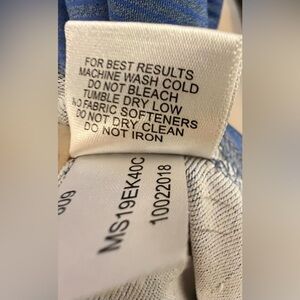 FOR BEST RESULTS
MACHINE WASH COLD
DO NOT BLEACH
TUMBLE DRY LOW
NO FABRIC SOFTENERS
DO NOT DRY CLEAN
DO NOT IRON
MS19EK40C
10022018